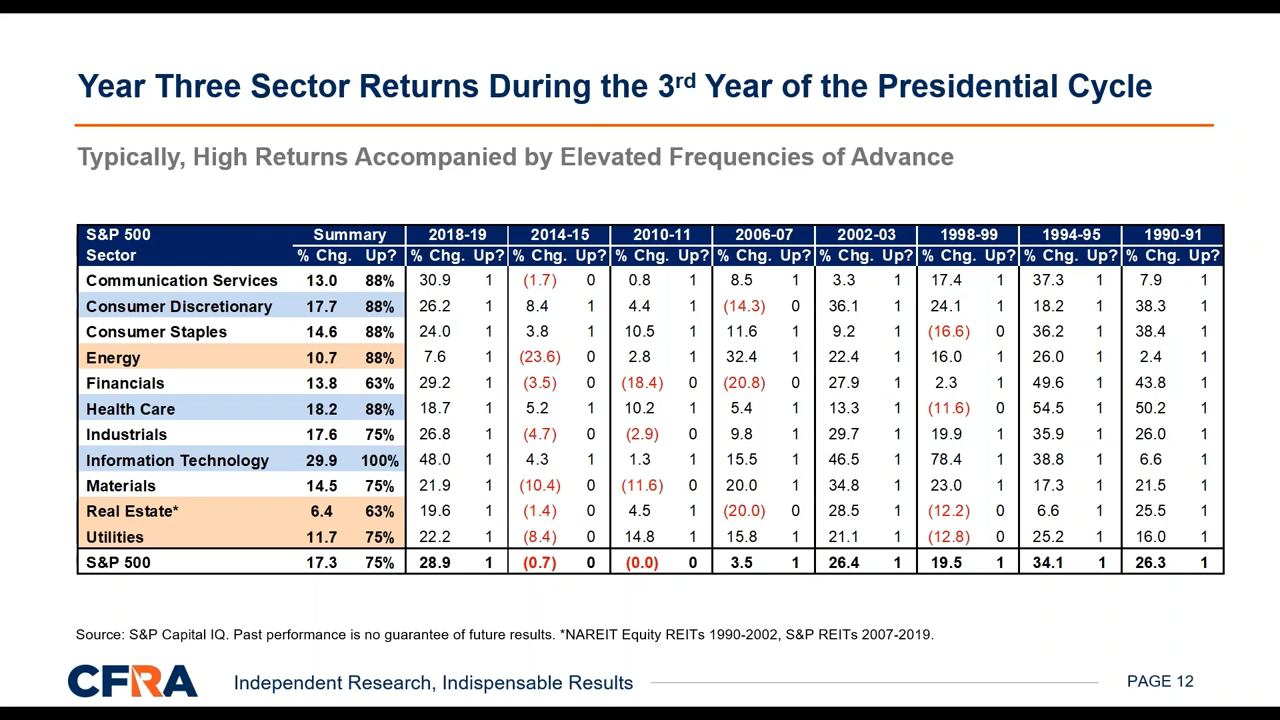 Year Three Sector Returns During the 3rd Year of the Presidential Cycle
Typically, High Returns Accompanied by Elevated Frequencies of Advance
S&P 500 Summary 2018-19 2014-15 2010-11 2006-07 2002-03 1998-99 1994-95 1990-91
Sector % Chg. Up? % Chg. Up? % Chg. Up? % Chg. Up? % Chg. Up? % Chg. Up? % Chg. Up? % Chg. Up? % Chg. Up?
Communication Services 13.0 88% 30.9 1 (1.7) 0 0.8 1 8.5 1 3.3 1 17.4 1 37.3 1 7.9 1
Consumer Discretionary 17.7 88% 26.2 1 8.4 1 4.4 1 (14.3) 0 36.1 1 24.1 1 18.2 1 38.3 1
Consumer Staples 14.6 88% 24.0 1 3.8 1 10.5 1 11.6 1 9.2 1 (16.6) 0 36.2 1 38.4 1
Energy 10.7 88% 7.6 1 (23.6) 0 2.8 1 32.4 1 22.4 1 16.0 1 26.0 1 2.4 1
Financials 13.8 63% 29.2 1 (3.5) 0 (18.4) 0 (20.8) 0 27.9 1 2.3 1 49.6 1 43.8 1
Health Care 18.2 88% 18.7 1 5.2 1 10.2 1 5.4 1 13.3 1 (11.6) 0 54.5 1 50.2 1
Industrials 17.6 75% 26.8 1 (4.7) 0 (2.9) 0 9.8 1 29.7 1 19.9 1 35.9 1 26.0 1
Information Technology 29.9 100% 48.0 1 4.3 1 1.3 1 15.5 1 46.5 1 78.4 1 38.8 1 6.6 1
Materials 14.5 75% 21.9 1 (10.4) 0 (11.6) 0 20.0 1 34.8 1 23.0 1 17.3 1 21.5 1
Real Estate* 6.4 63% 19.6 1 (1.4) 0 4.5 1 (20.0) 0 28.5 1 (12.2) 0 6.6 1 25.5 1
Utilities 11.7 75% 22.2 1 (8.4) 0 14.8 1 15.8 1 21.1 1 (12.8) 0 25.2 1 16.0 1
S&P 500 17.3 75% 28.9 1 (0.7) 0 (0.0) 0 3.5 1 26.4 1 19.5 1 34.1 1 26.3 1
Source: S&P Capital IQ. Past performance is no guarantee of future results. *NAREIT Equity REITs 1990-2002, S&P REITs 2007-2019.
CFRA Independent Research, Indispensable Results PAGE 12